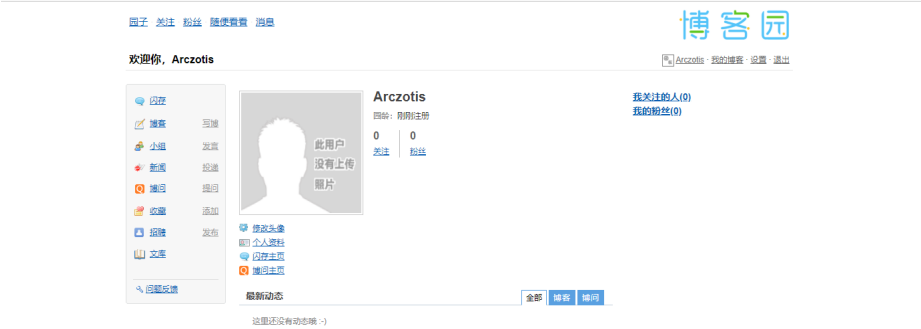 园子 关注 粉丝 随便看看 消息
博客园
欢迎你，Arczotis
Arczotis · 我的博客 · 设置 · 退出
闪存
博客 写博
小组 发言
新闻 投递
博问 提问
收藏 添加
招聘 发布
文库
问题反馈
此用户
没有上传
照片
修改头像
个人资料
闪存主页
博问主页
Arczotis
园龄：刚刚注册
0 0
关注 粉丝
我关注的人(0)
我的粉丝(0)
最新动态 全部 博客 博问
这里还没有动态哦 :-)